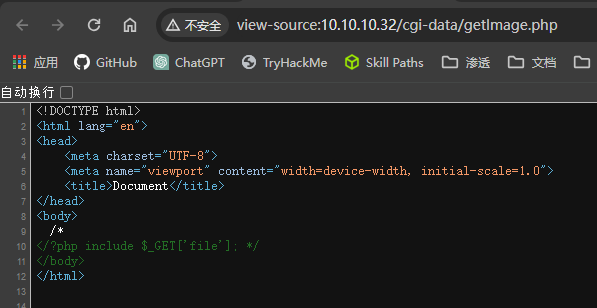 不安全 view-source:10.10.10.32/cgi-data/getImage.php
应用 GitHub ChatGPT TryHackMe Skill Paths 渗透 文档
自动换行
1 <!DOCTYPE html>
2 <html lang="en">
3 <head>
4 <meta charset="UTF-8">
5 <meta name="viewport" content="width=device-width, initial-scale=1.0">
6 <title>Document</title>
7 </head>
8 <body>
9 /*
10 </?php include $_GET['file']; */
11 </body>
12 </html>
13
14